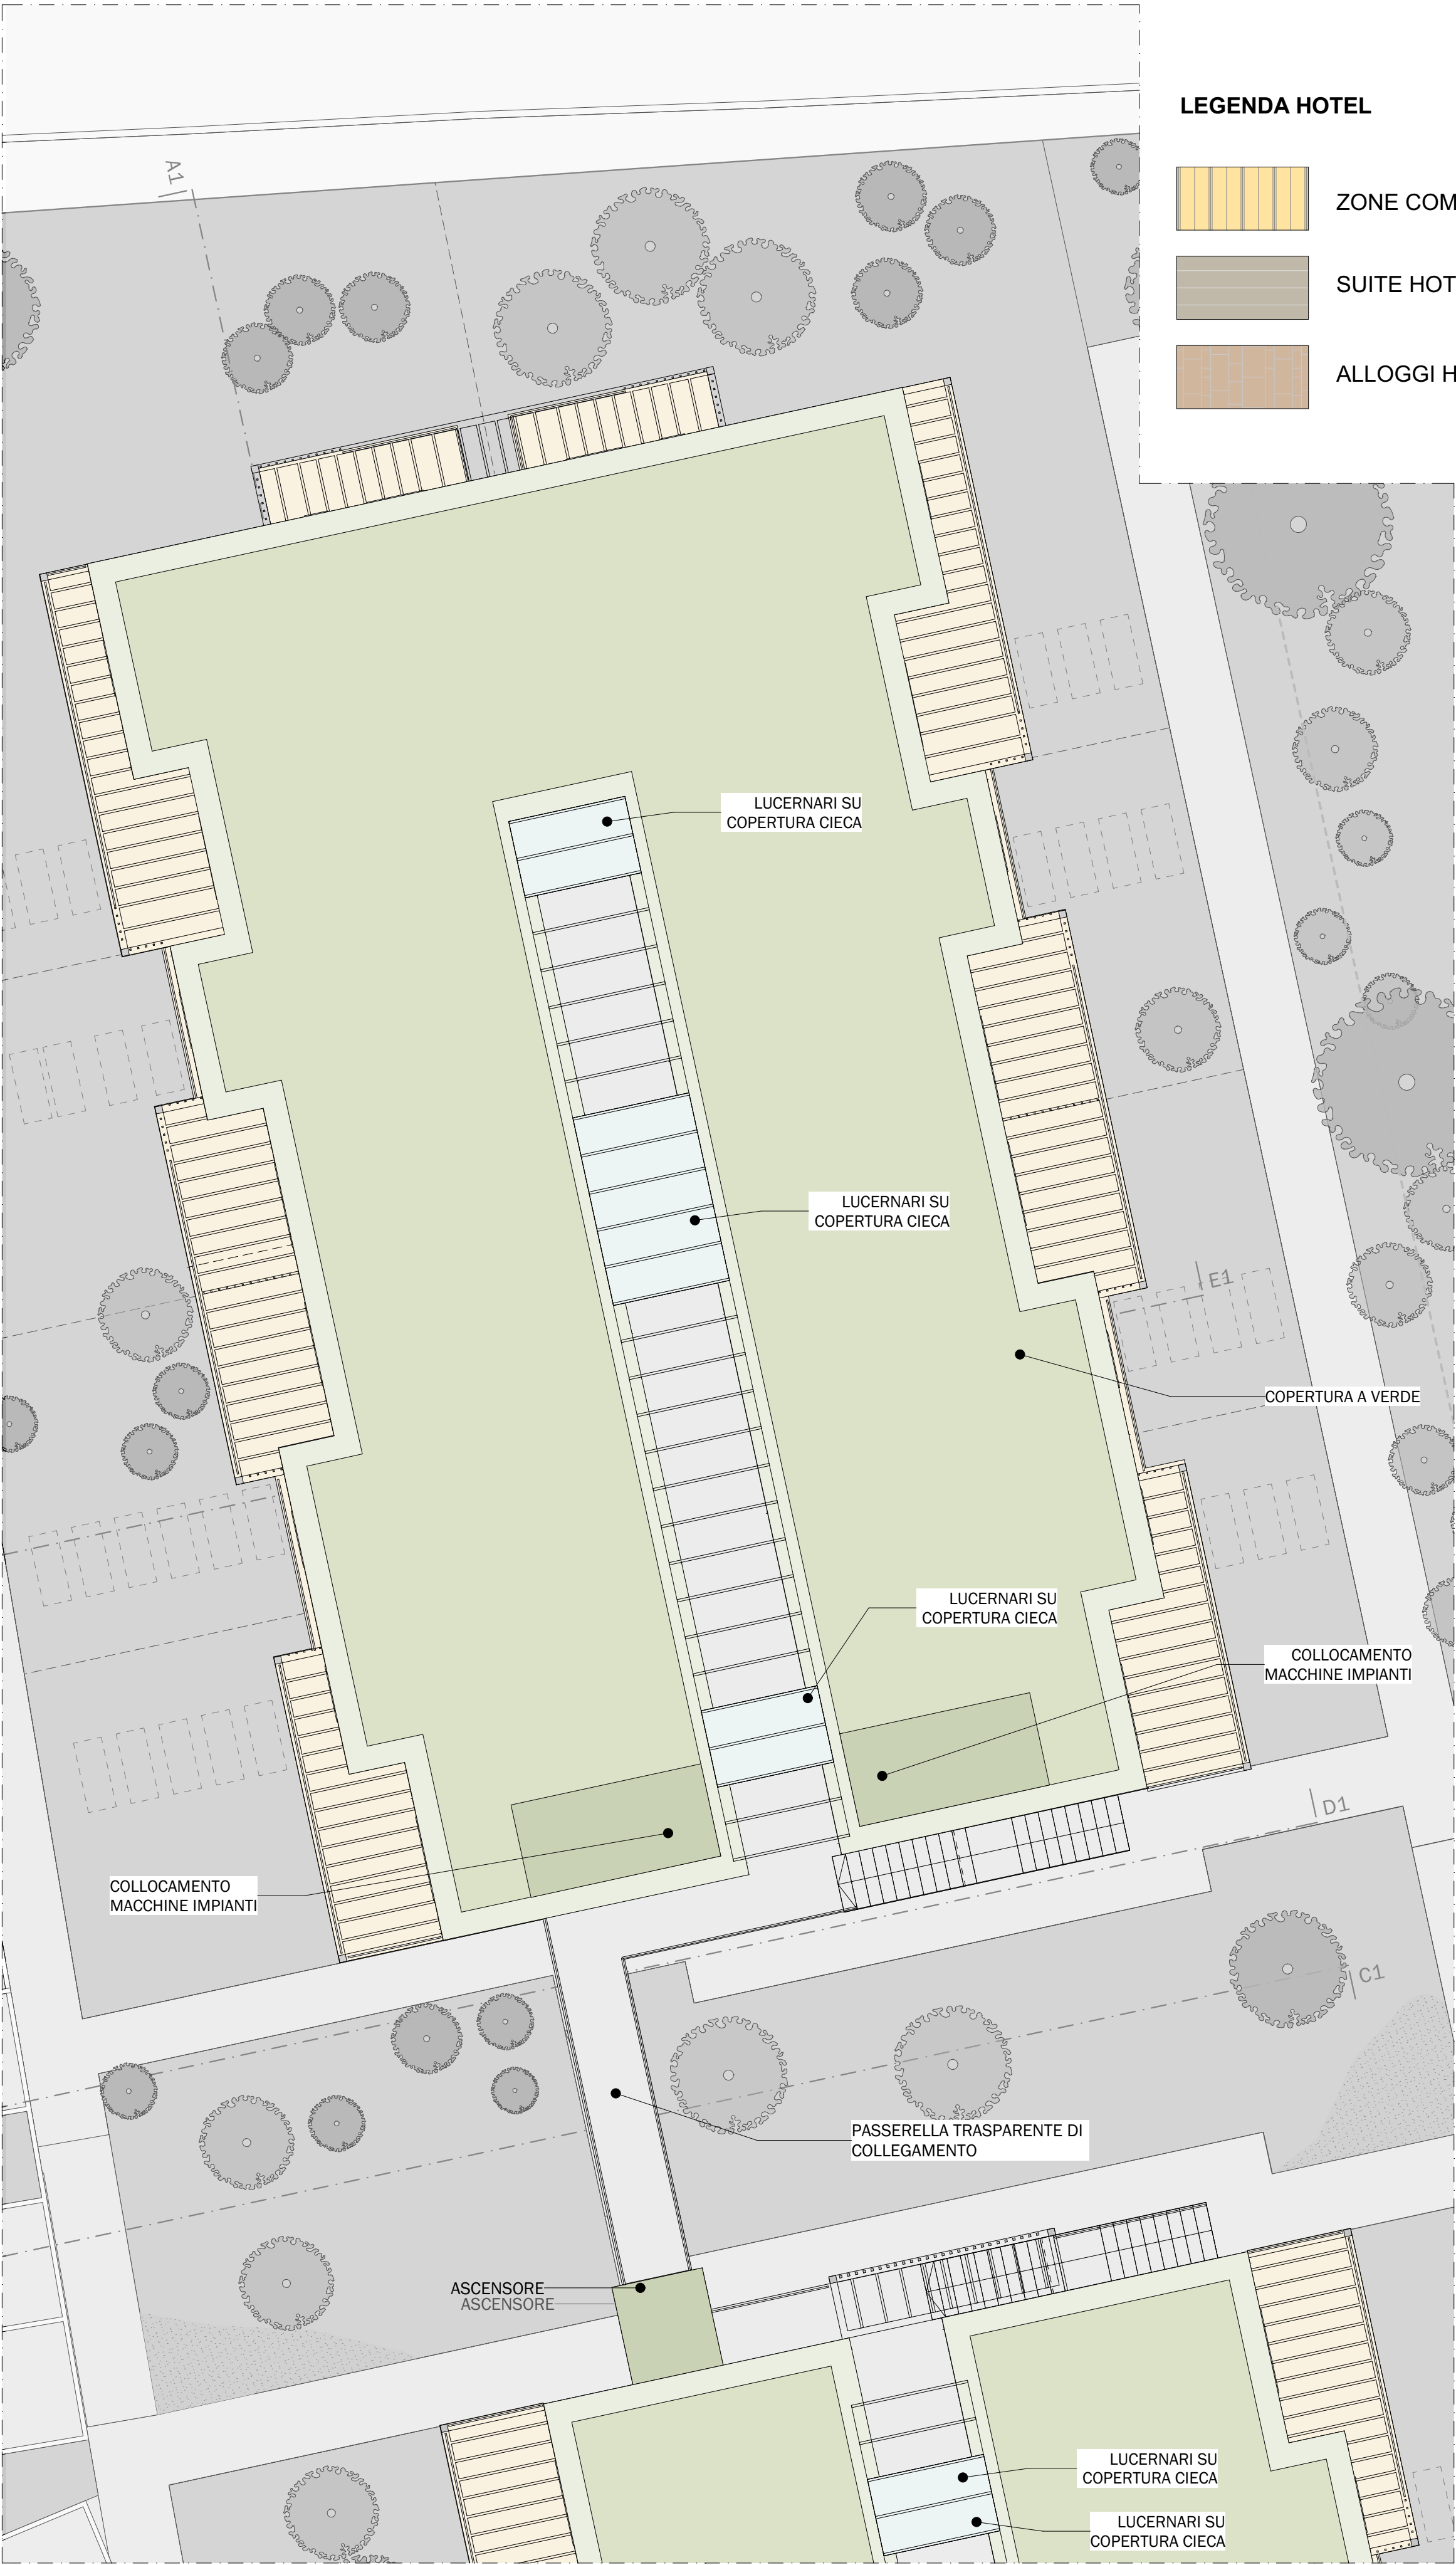 LEGENDA HOTEL
ZONE COM
SUITE HOT
ALLOGGI H
A1
LUCERNARI SU
COPERTURA CIECA
LUCERNARI SU
COPERTURA CIECA
E1
COPERTURA A VERDE
LUCERNARI SU
COPERTURA CIECA
COLLOCAMENTO
MACCHINE IMPIANTI
D1
COLLOCAMENTO
MACCHINE IMPIANTI
C1
PASSERELLA TRASPARENTE DI
COLLEGAMENTO
ASCENSORE
ASCENSORE
LUCERNARI SU
COPERTURA CIECA
LUCERNARI SU
COPERTURA CIECA